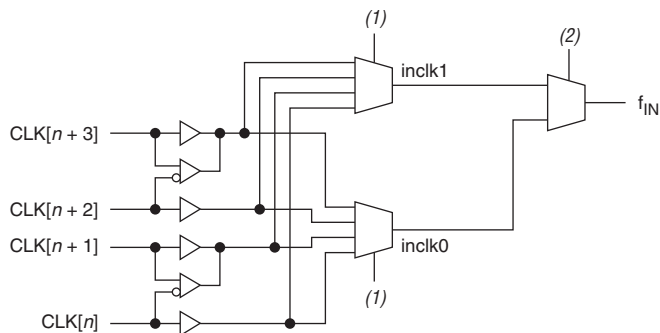 (1)
(2)
inclk1
f_IN
CLK[n + 3]
CLK[n + 2]
CLK[n + 1]
inclk0
(1)
CLK[n]